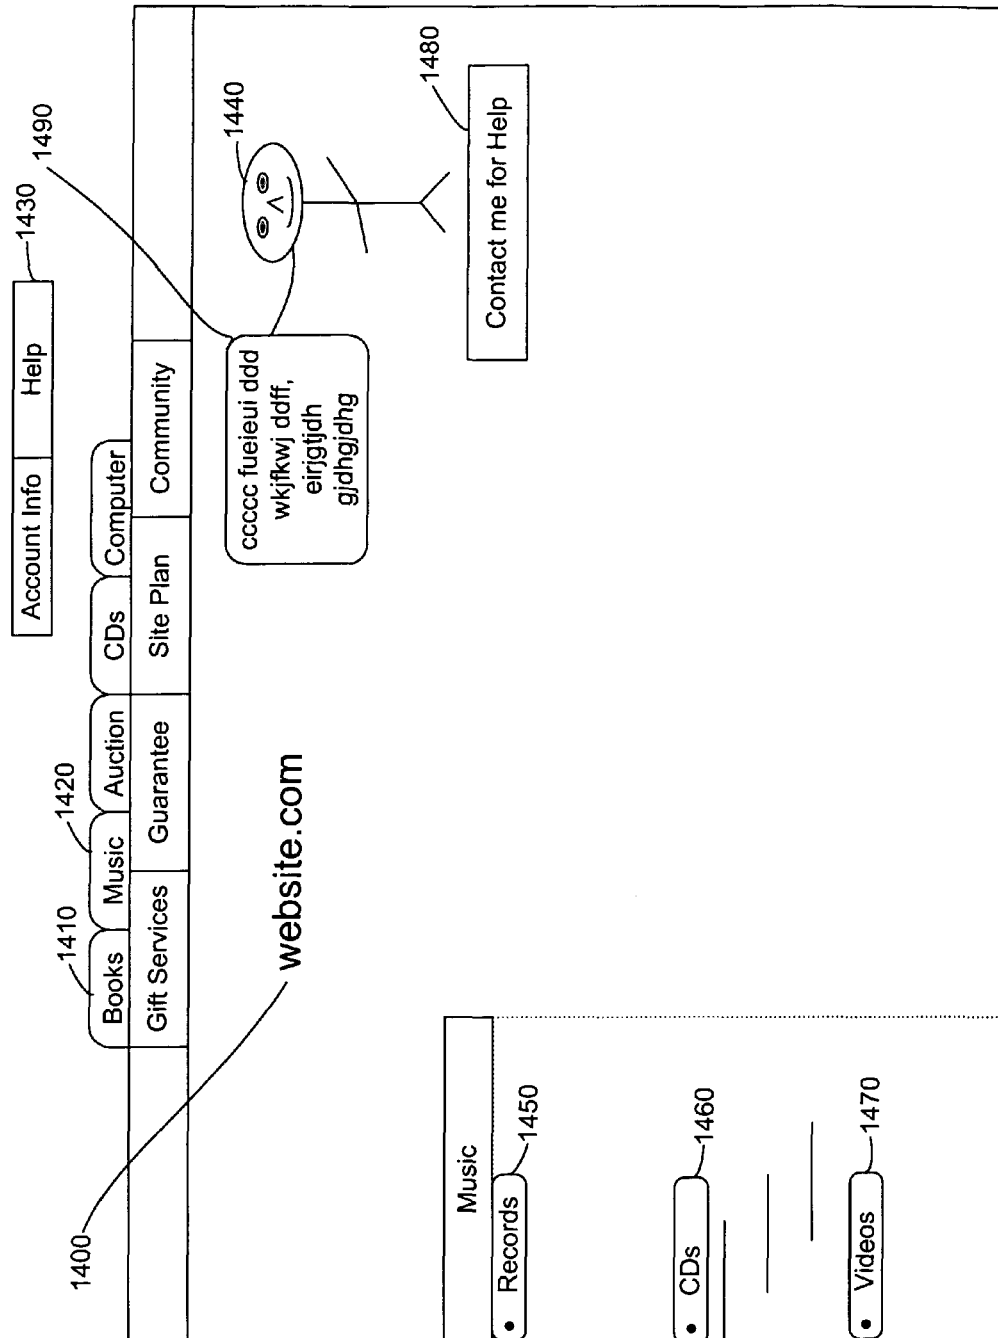 1490
1430
Account Info Help
1410
1420
Books Music Auction CDs Computer
Gift Services Guarantee Site Plan Community
1400
website.com
ccccc fueieui ddd
wkjfkwj ddff,
eirjgtjdh
gjdhgjdhg
1440
1480
Contact me for Help
Music
• Records
1450
• CDs
1460
• Videos
1470